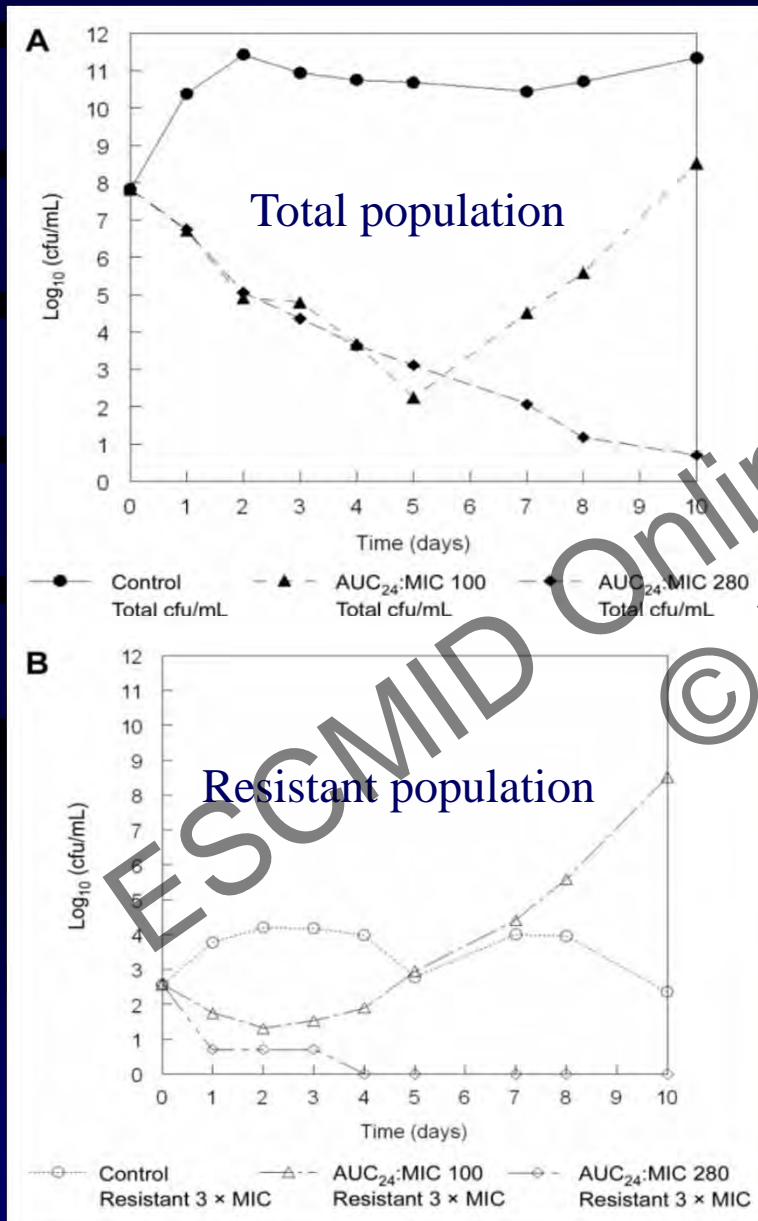 A
12
11
10
9
8
7
6
5
4
3
2
1
0
Log10 (cfu/mL)
Total population
0 1 2 3 4 5 6 7 8 10
Time (days)
Control AUC24:MIC 100 AUC24:MIC 280
Total cfu/mL Total cfu/mL Total cfu/mL
B
12
11
10
9
8
7
6
5
4
3
2
1
0
Log10 (cfu/mL)
Resistant population
0 1 2 3 4 5 6 7 8 10
Time (days)
Control AUC24:MIC 100 AUC24:MIC 280
Resistant 3 × MIC Resistant 3 × MIC Resistant 3 × MIC
ESCMID Onlin
©